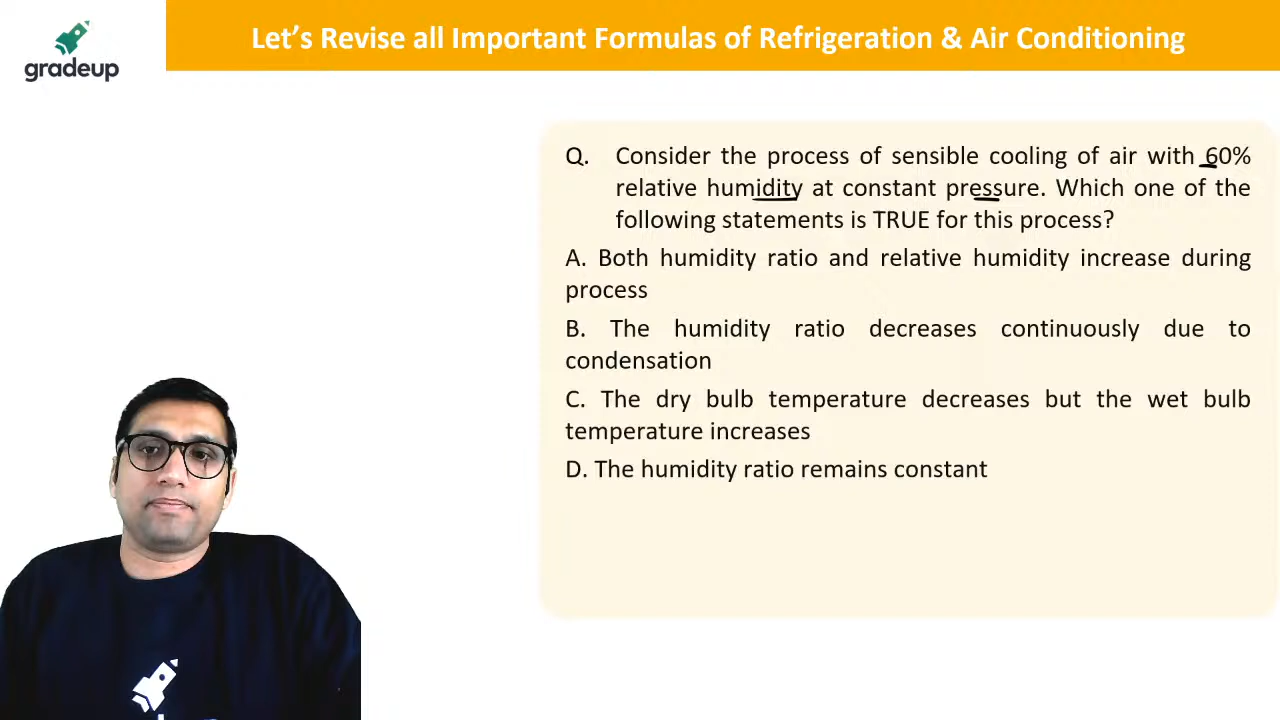 Let's Revise all Important Formulas of Refrigeration & Air Conditioning
gradeup
Q. Consider the process of sensible cooling of air with 60%
relative humidity at constant pressure. Which one of the
following statements is TRUE for this process?
A. Both humidity ratio and relative humidity increase during
process
B. The humidity ratio decreases continuously due to
condensation
C. The dry bulb temperature decreases but the wet bulb
temperature increases
D. The humidity ratio remains constant